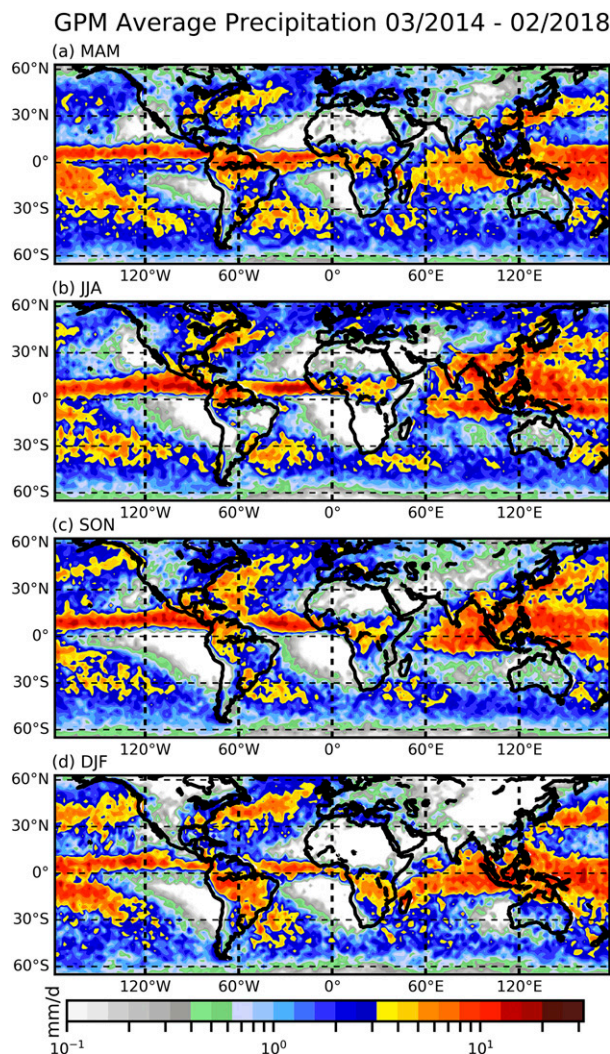 GPM Average Precipitation 03/2014 - 02/2018
(a) MAM
60°N
30°N
0°
30°S
60°S
120°W 60°W 0° 60°E 120°E
(b) JJA
60°N
30°N
0°
30°S
60°S
120°W 60°W 0° 60°E 120°E
(c) SON
60°N
30°N
0°
30°S
60°S
120°W 60°W 0° 60°E 120°E
(d) DJF
60°N
30°N
0°
30°S
60°S
120°W 60°W 0° 60°E 120°E
mm/d
10⁻¹ 10⁰ 10¹